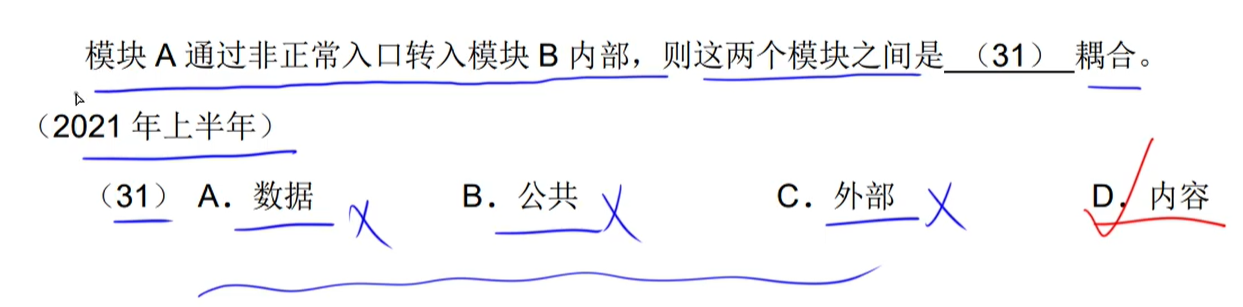 模块 A 通过非正常入口转入模块 B 内部，则这两个模块之间是 （31） 耦合。
（2021 年上半年）
（31） A．数据 B．公共 C．外部 D．内容